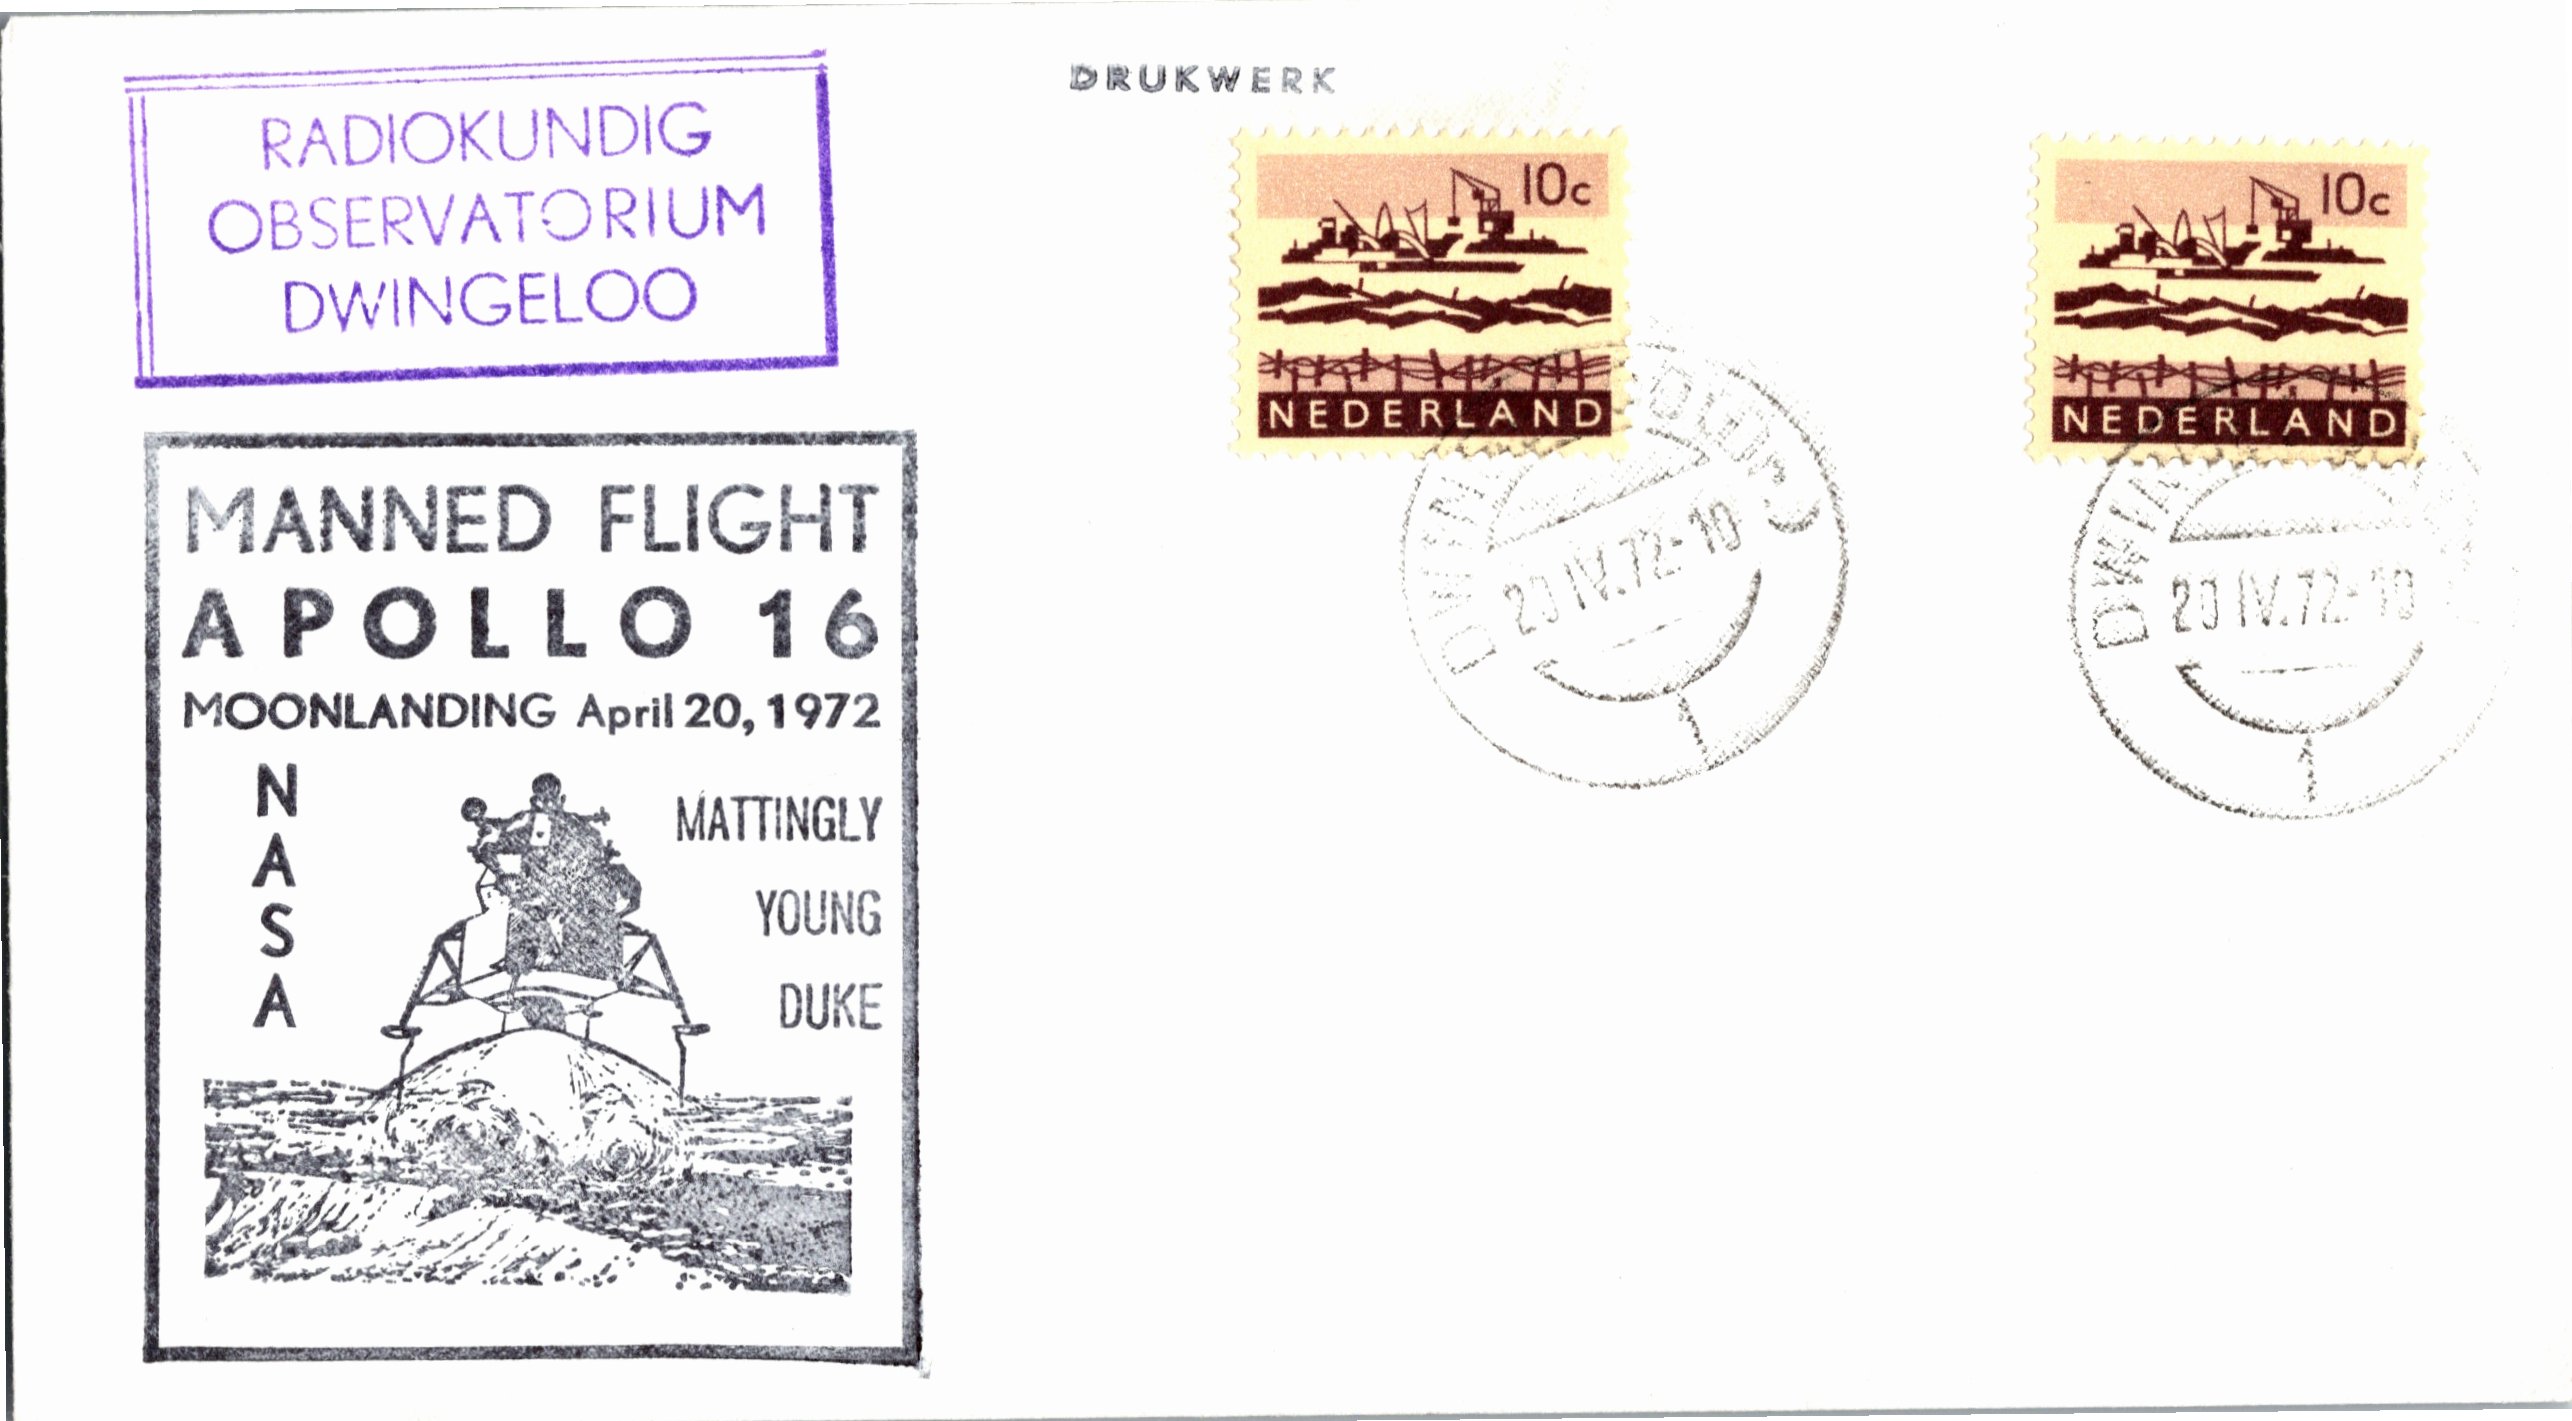 RADIOKUNDIG
OBSERVATORIUM
DWINGELOO
DRUKWERK
10c
NEDERLAND
10c
NEDERLAND
DWINGELOO
20 IV.72-10
20 IV.72-10
MANNED FLIGHT
APOLLO 16
MOONLANDING April 20, 1972
NASA
MATTINGLY
YOUNG
DUKE